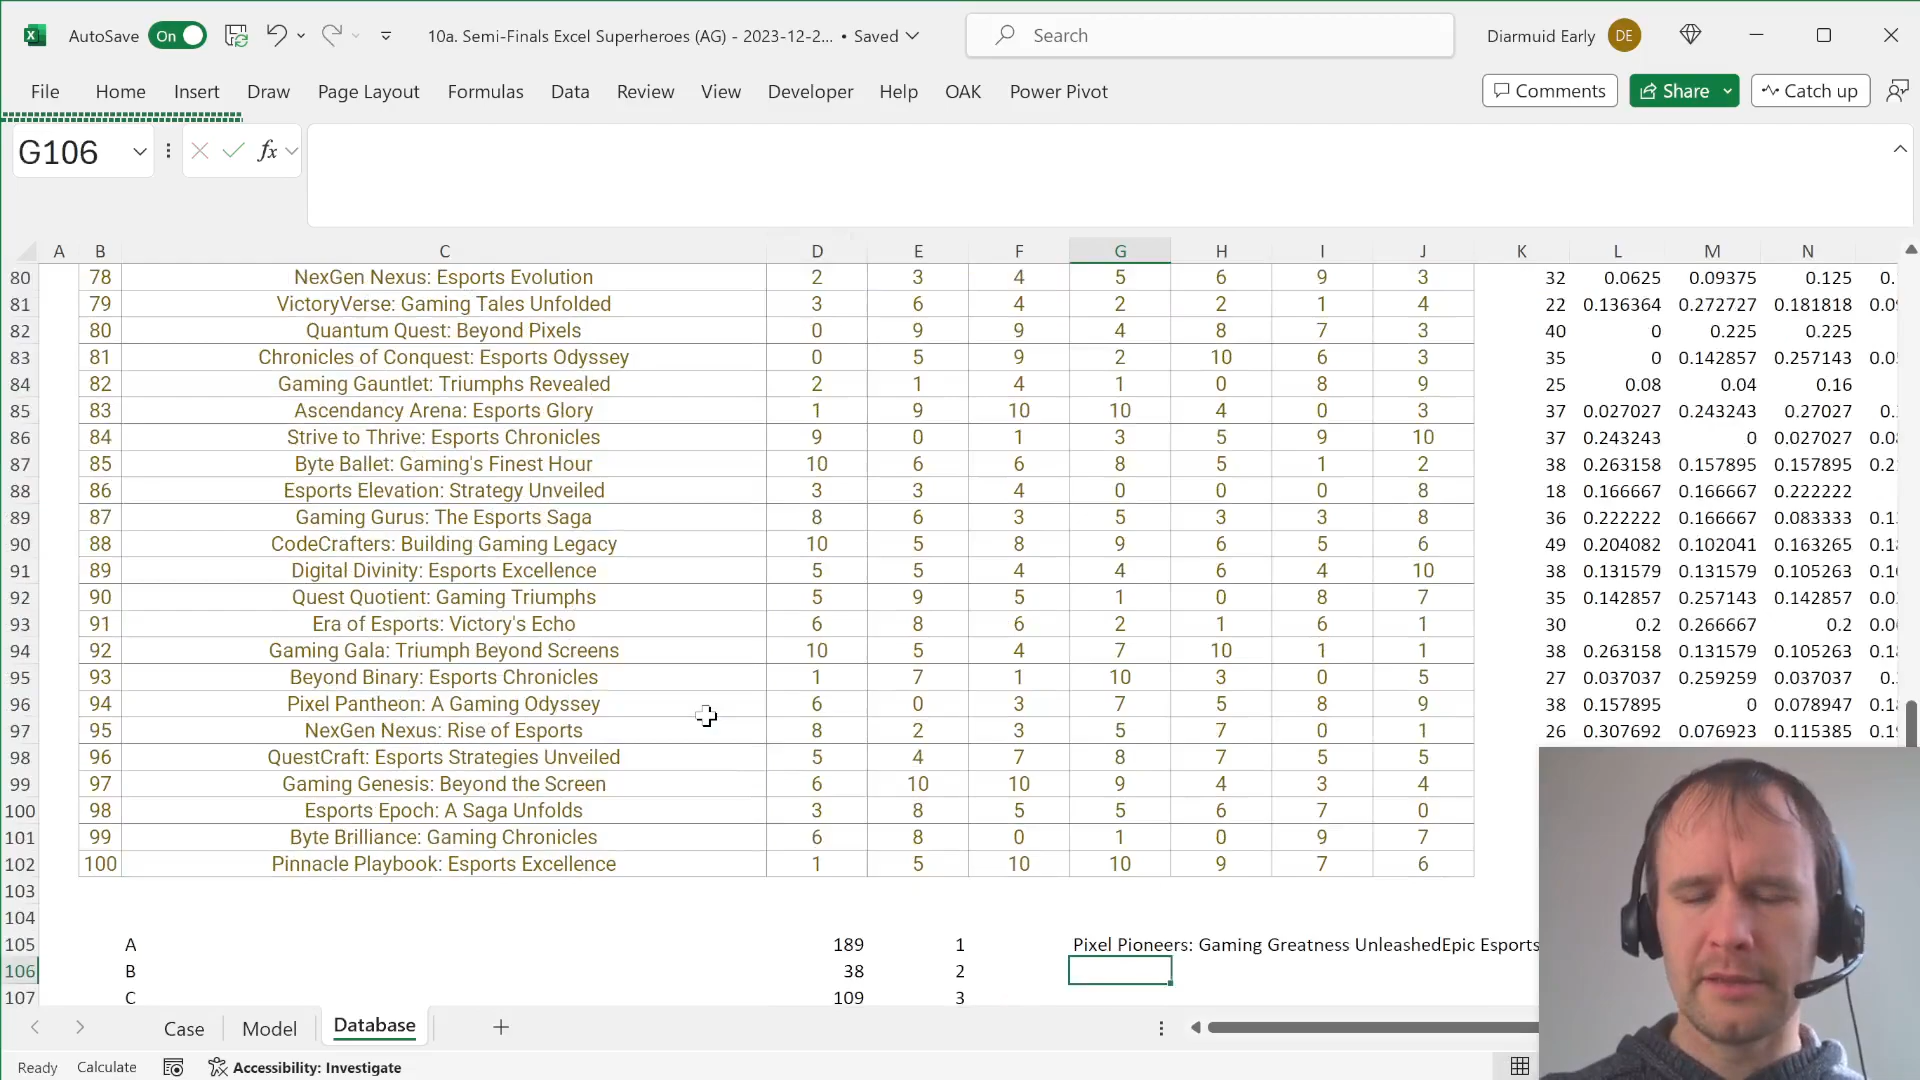 AutoSave On 10a. Semi-Finals Excel Superheroes (AG) - 2023-12-2... • Saved Search Diarmuid Early DE
File Home Insert Draw Page Layout Formulas Data Review View Developer Help OAK Power Pivot Comments Share Catch up
G106 fx
A B C D E F G H I J K L M N
80 78 NexGen Nexus: Esports Evolution 2 3 4 5 6 9 3 32 0.0625 0.09375 0.125 0.
81 79 VictoryVerse: Gaming Tales Unfolded 3 6 4 2 2 1 4 22 0.136364 0.272727 0.181818 0.09
82 80 Quantum Quest: Beyond Pixels 0 9 9 4 8 7 3 40 0 0.225 0.225
83 81 Chronicles of Conquest: Esports Odyssey 0 5 9 2 10 6 3 35 0 0.142857 0.257143 0.05
84 82 Gaming Gauntlet: Triumphs Revealed 2 1 4 1 0 8 9 25 0.08 0.04 0.16
85 83 Ascendancy Arena: Esports Glory 1 9 10 10 4 0 3 37 0.027027 0.243243 0.27027 0.
86 84 Strive to Thrive: Esports Chronicles 9 0 1 3 5 9 10 37 0.243243 0 0.027027 0.08
87 85 Byte Ballet: Gaming's Finest Hour 10 6 6 8 5 1 2 38 0.263158 0.157895 0.157895 0.2
88 86 Esports Elevation: Strategy Unveiled 3 3 4 0 0 0 8 18 0.166667 0.166667 0.222222
89 87 Gaming Gurus: The Esports Saga 8 6 3 5 3 3 8 36 0.222222 0.166667 0.083333 0.1
90 88 CodeCrafters: Building Gaming Legacy 10 5 8 9 6 5 6 49 0.204082 0.102041 0.163265 0.18
91 89 Digital Divinity: Esports Excellence 5 5 4 4 6 4 10 38 0.131579 0.131579 0.105263 0.10
92 90 Quest Quotient: Gaming Triumphs 5 9 5 1 0 8 7 35 0.142857 0.257143 0.142857 0.02
93 91 Era of Esports: Victory's Echo 6 8 6 2 1 6 1 30 0.2 0.266667 0.2 0.06
94 92 Gaming Gala: Triumph Beyond Screens 10 5 4 7 10 1 1 38 0.263158 0.131579 0.105263 0.18
95 93 Beyond Binary: Esports Chronicles 1 7 1 10 3 0 5 27 0.037037 0.259259 0.037037 0.
96 94 Pixel Pantheon: A Gaming Odyssey 6 0 3 7 5 8 9 38 0.157895 0 0.078947 0.18
97 95 NexGen Nexus: Rise of Esports 8 2 3 5 7 0 1 26 0.307692 0.076923 0.115385 0.19
98 96 QuestCraft: Esports Strategies Unveiled 5 4 7 8 7 5 5
99 97 Gaming Genesis: Beyond the Screen 6 10 10 9 4 3 4
100 98 Esports Epoch: A Saga Unfolds 3 8 5 5 6 7 0
101 99 Byte Brilliance: Gaming Chronicles 6 8 0 1 0 9 7
102 100 Pinnacle Playbook: Esports Excellence 1 5 10 10 9 7 6
103
104
105 A 189 1 Pixel Pioneers: Gaming Greatness UnleashedEpic Esports
106 B 38 2
107 C 109 3
Case Model Database
Ready Calculate Accessibility: Investigate